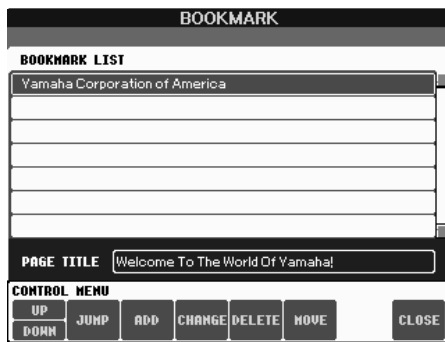 BOOKMARK
BOOKMARK LIST
Yamaha Corporation of America
PAGE TITLE Welcome To The World Of Yamaha!
CONTROL MENU
UP
DOWN
JUMP ADD CHANGE DELETE MOVE CLOSE